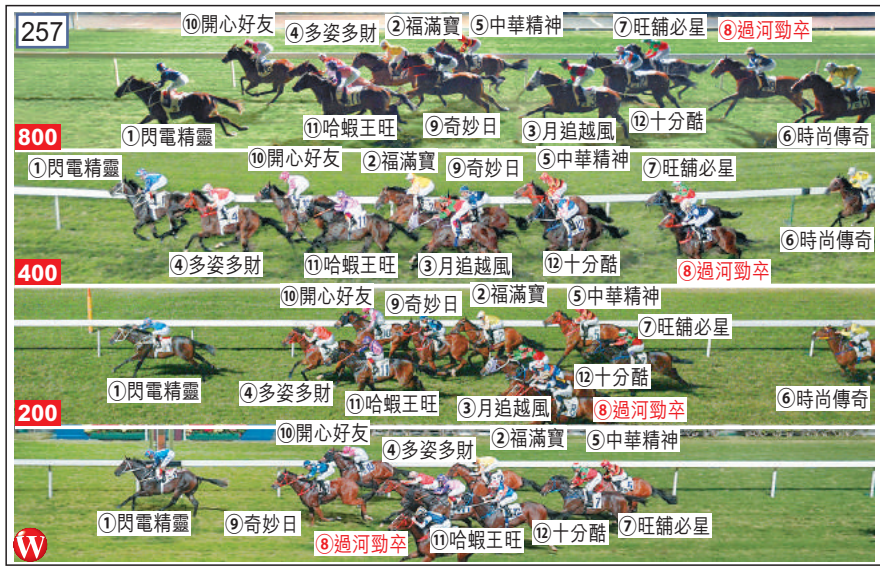 257
⑩開心好友
④多姿多財
②福滿寶
⑤中華精神
⑦旺舖必星
⑧過河勁卒
800
①閃電精靈
⑪哈蝦王旺
⑨奇妙日
③月追越風
⑫十分酷
⑥時尚傳奇
①閃電精靈
⑩開心好友
②福滿寶
⑨奇妙日
⑤中華精神
⑦旺舖必星
400
④多姿多財
⑪哈蝦王旺
③月追越風
⑫十分酷
⑧過河勁卒
⑥時尚傳奇
⑩開心好友
⑨奇妙日
②福滿寶
⑤中華精神
⑦旺舖必星
200
①閃電精靈
④多姿多財
⑪哈蝦王旺
③月追越風
⑫十分酷
⑧過河勁卒
⑥時尚傳奇
⑩開心好友
④多姿多財
②福滿寶
⑤中華精神
①閃電精靈
⑨奇妙日
⑧過河勁卒
⑪哈蝦王旺
⑫十分酷
⑦旺舖必星
W